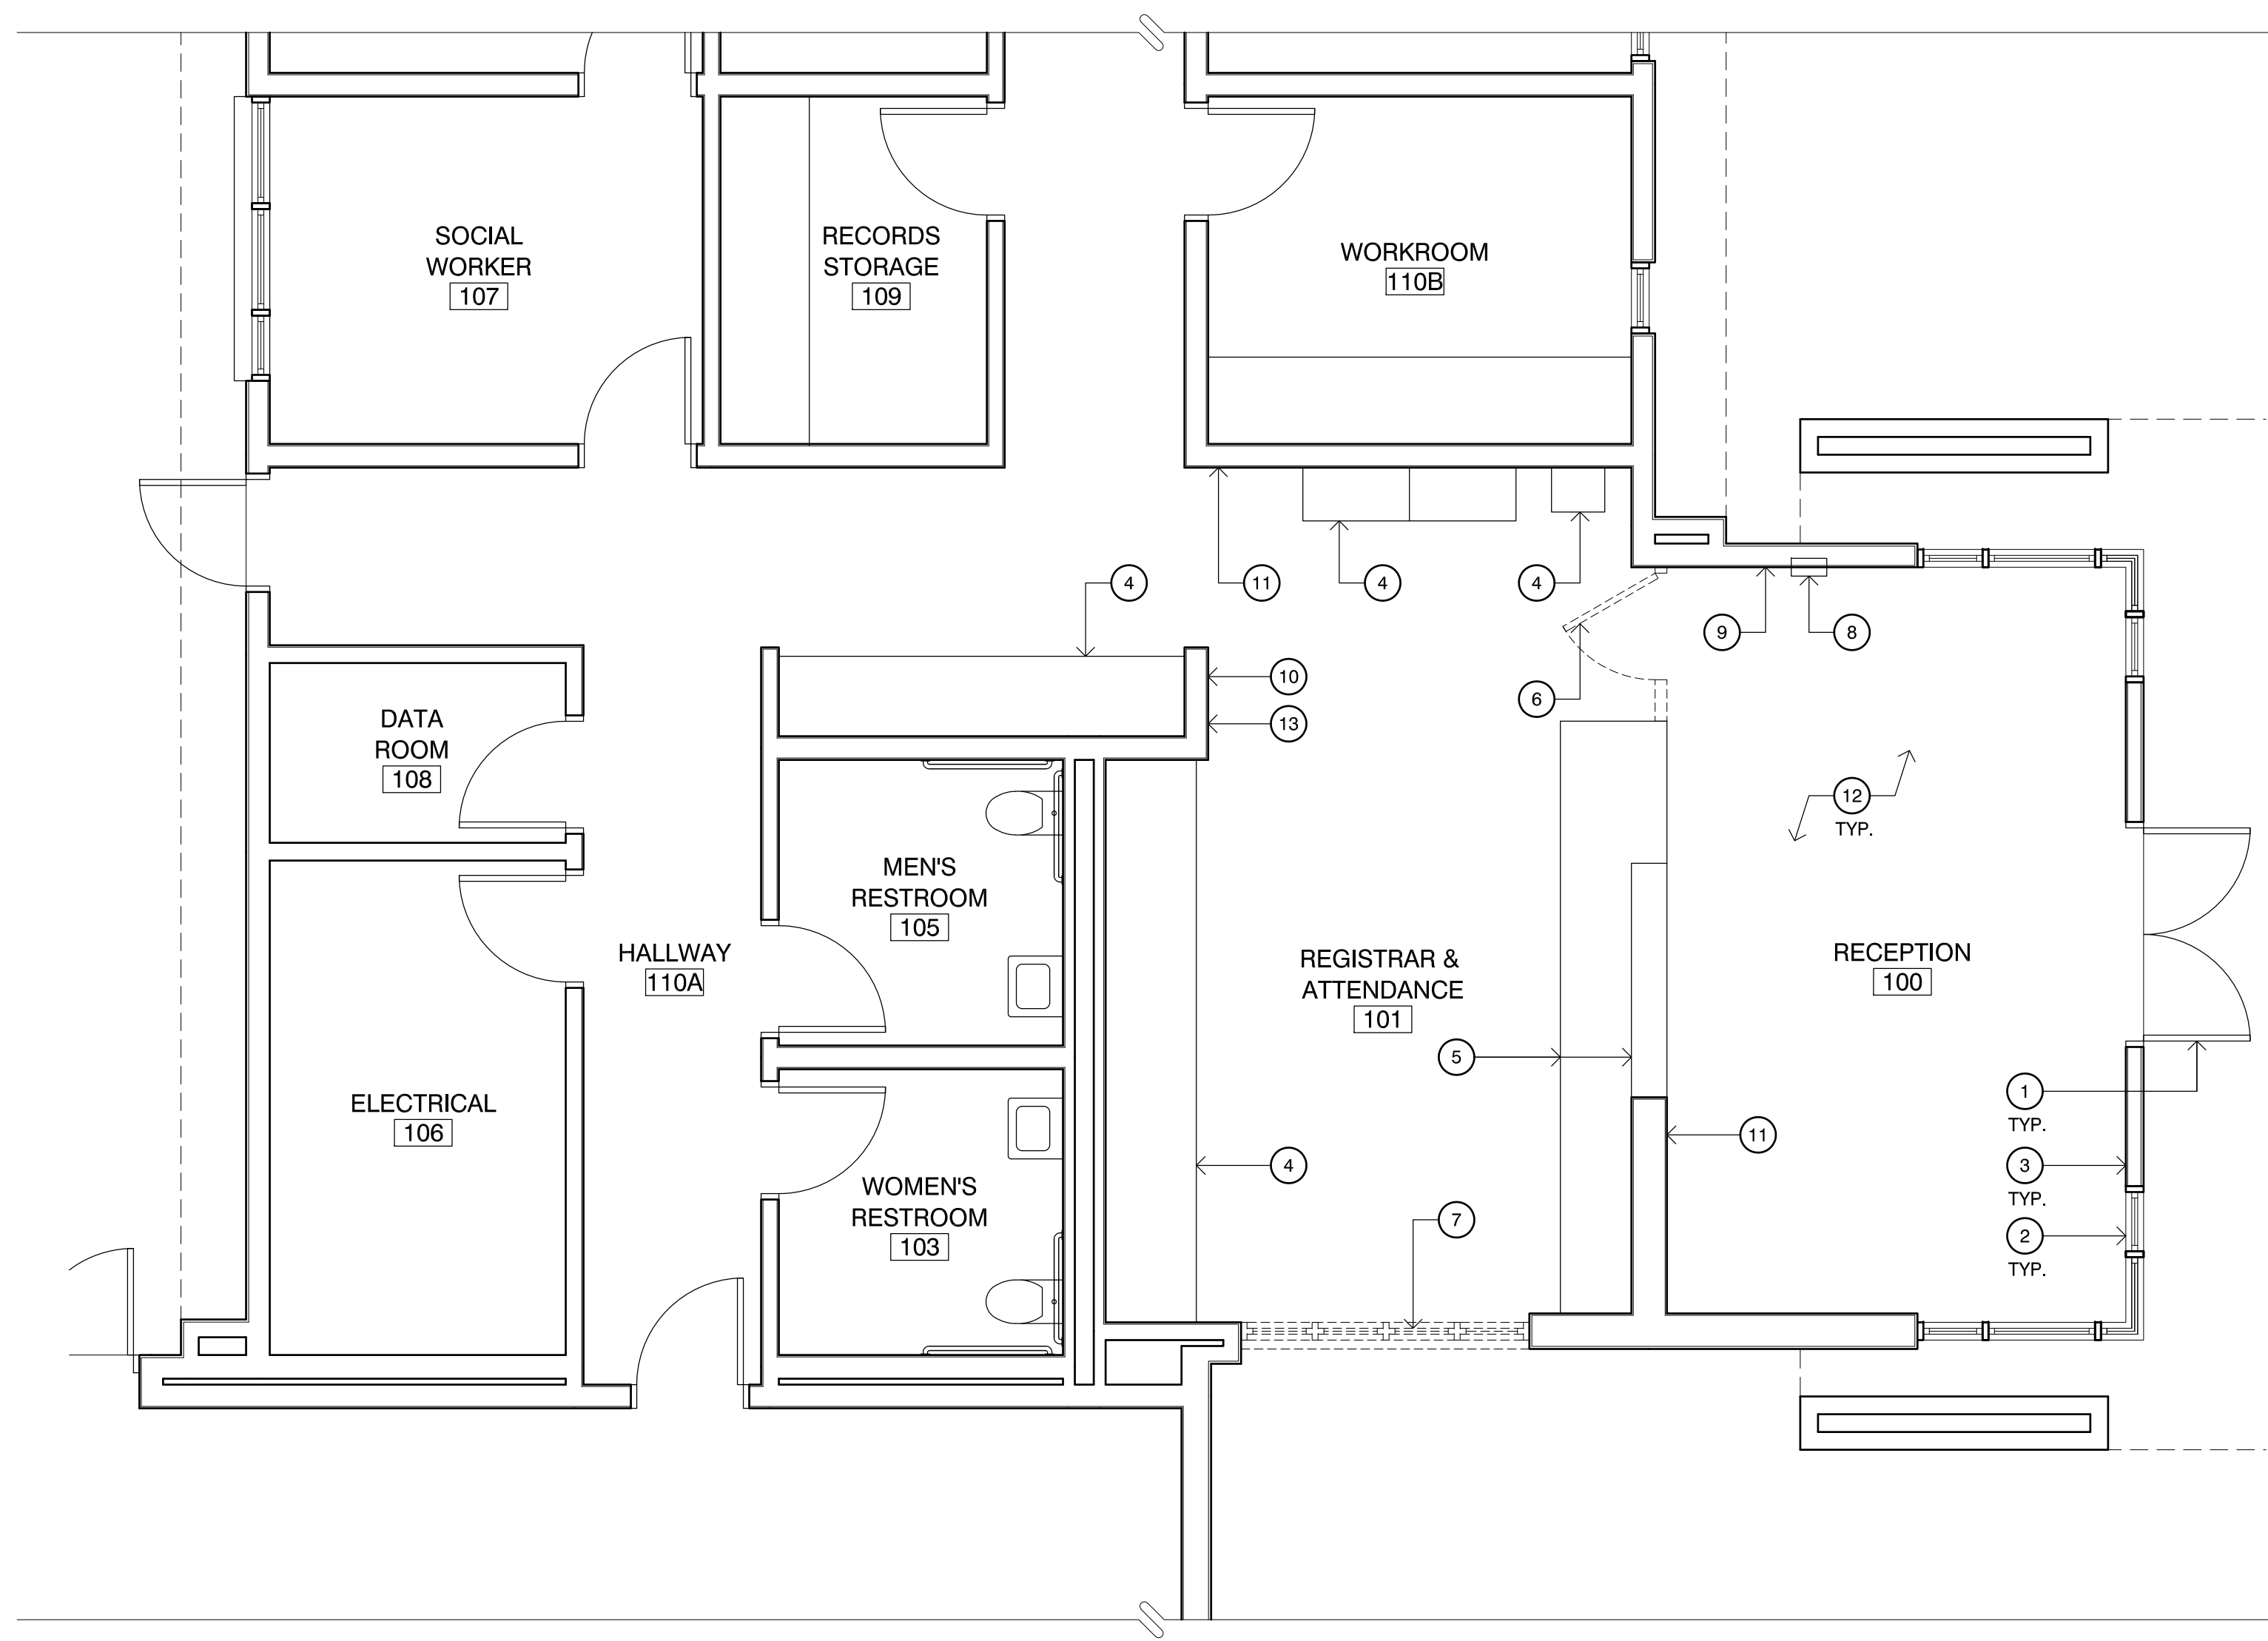 SOCIAL
WORKER
107
RECORDS
STORAGE
109
WORKROOM
110B
4
11
4
4
9
8
10
6
13
DATA
ROOM
108
12
TYP.
MEN'S
RESTROOM
105
HALLWAY
110A
REGISTRAR &
ATTENDANCE
101
RECEPTION
100
5
1
TYP.
ELECTRICAL
106
11
4
3
TYP.
WOMEN'S
RESTROOM
103
7
2
TYP.